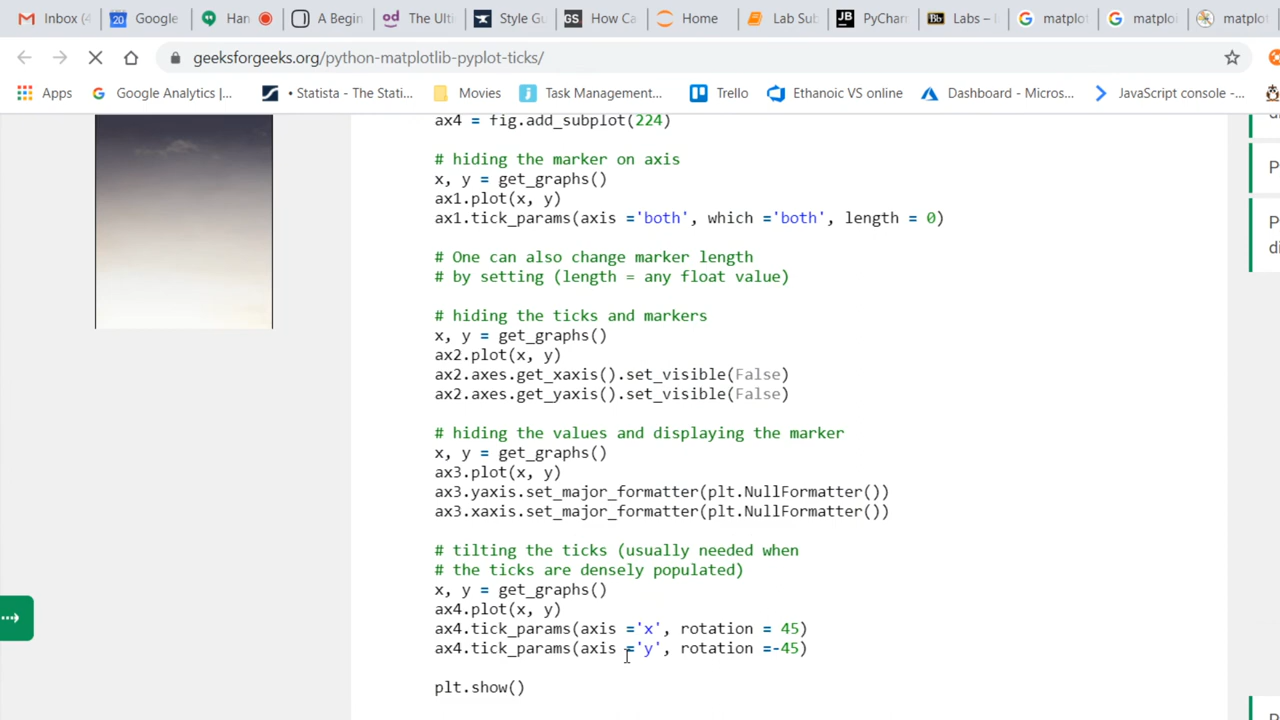 Inbox (4
Google
Han
A Begin
The Ulti
Style Gu
How Ca
Home
Lab Sub
PyChar
Labs – I
matplot
matplot
matplot
geeksforgeeks.org/python-matplotlib-pyplot-ticks/
Apps
Google Analytics |...
• Statista - The Stati...
Movies
Task Management...
Trello
Ethanoic VS online
Dashboard - Micros...
JavaScript console -...
ax4 = fig.add_subplot(224)
# hiding the marker on axis
x, y = get_graphs()
ax1.plot(x, y)
ax1.tick_params(axis ='both', which ='both', length = 0)
# One can also change marker length
# by setting (length = any float value)
# hiding the ticks and markers
x, y = get_graphs()
ax2.plot(x, y)
ax2.axes.get_xaxis().set_visible(False)
ax2.axes.get_yaxis().set_visible(False)
# hiding the values and displaying the marker
x, y = get_graphs()
ax3.plot(x, y)
ax3.yaxis.set_major_formatter(plt.NullFormatter())
ax3.xaxis.set_major_formatter(plt.NullFormatter())
# tilting the ticks (usually needed when
# the ticks are densely populated)
x, y = get_graphs()
ax4.plot(x, y)
ax4.tick_params(axis ='x', rotation = 45)
ax4.tick_params(axis ='y', rotation =-45)
plt.show()